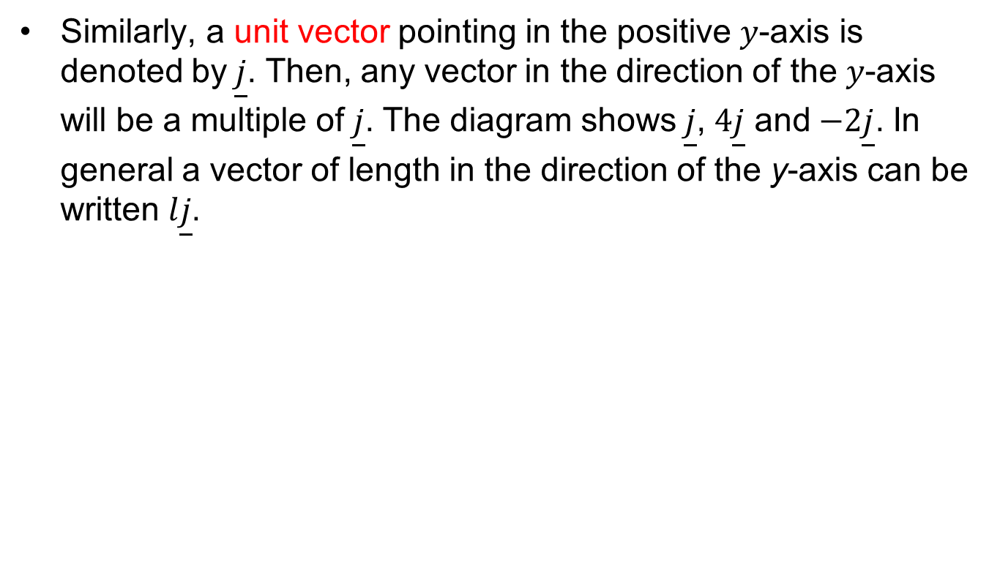 • Similarly, a unit vector pointing in the positive 𝑦-axis is
denoted by 𝑗. Then, any vector in the direction of the 𝑦-axis
will be a multiple of 𝑗. The diagram shows 𝑗, 4𝑗 and −2𝑗. In
general a vector of length in the direction of the y-axis can be
written 𝑙𝑗.